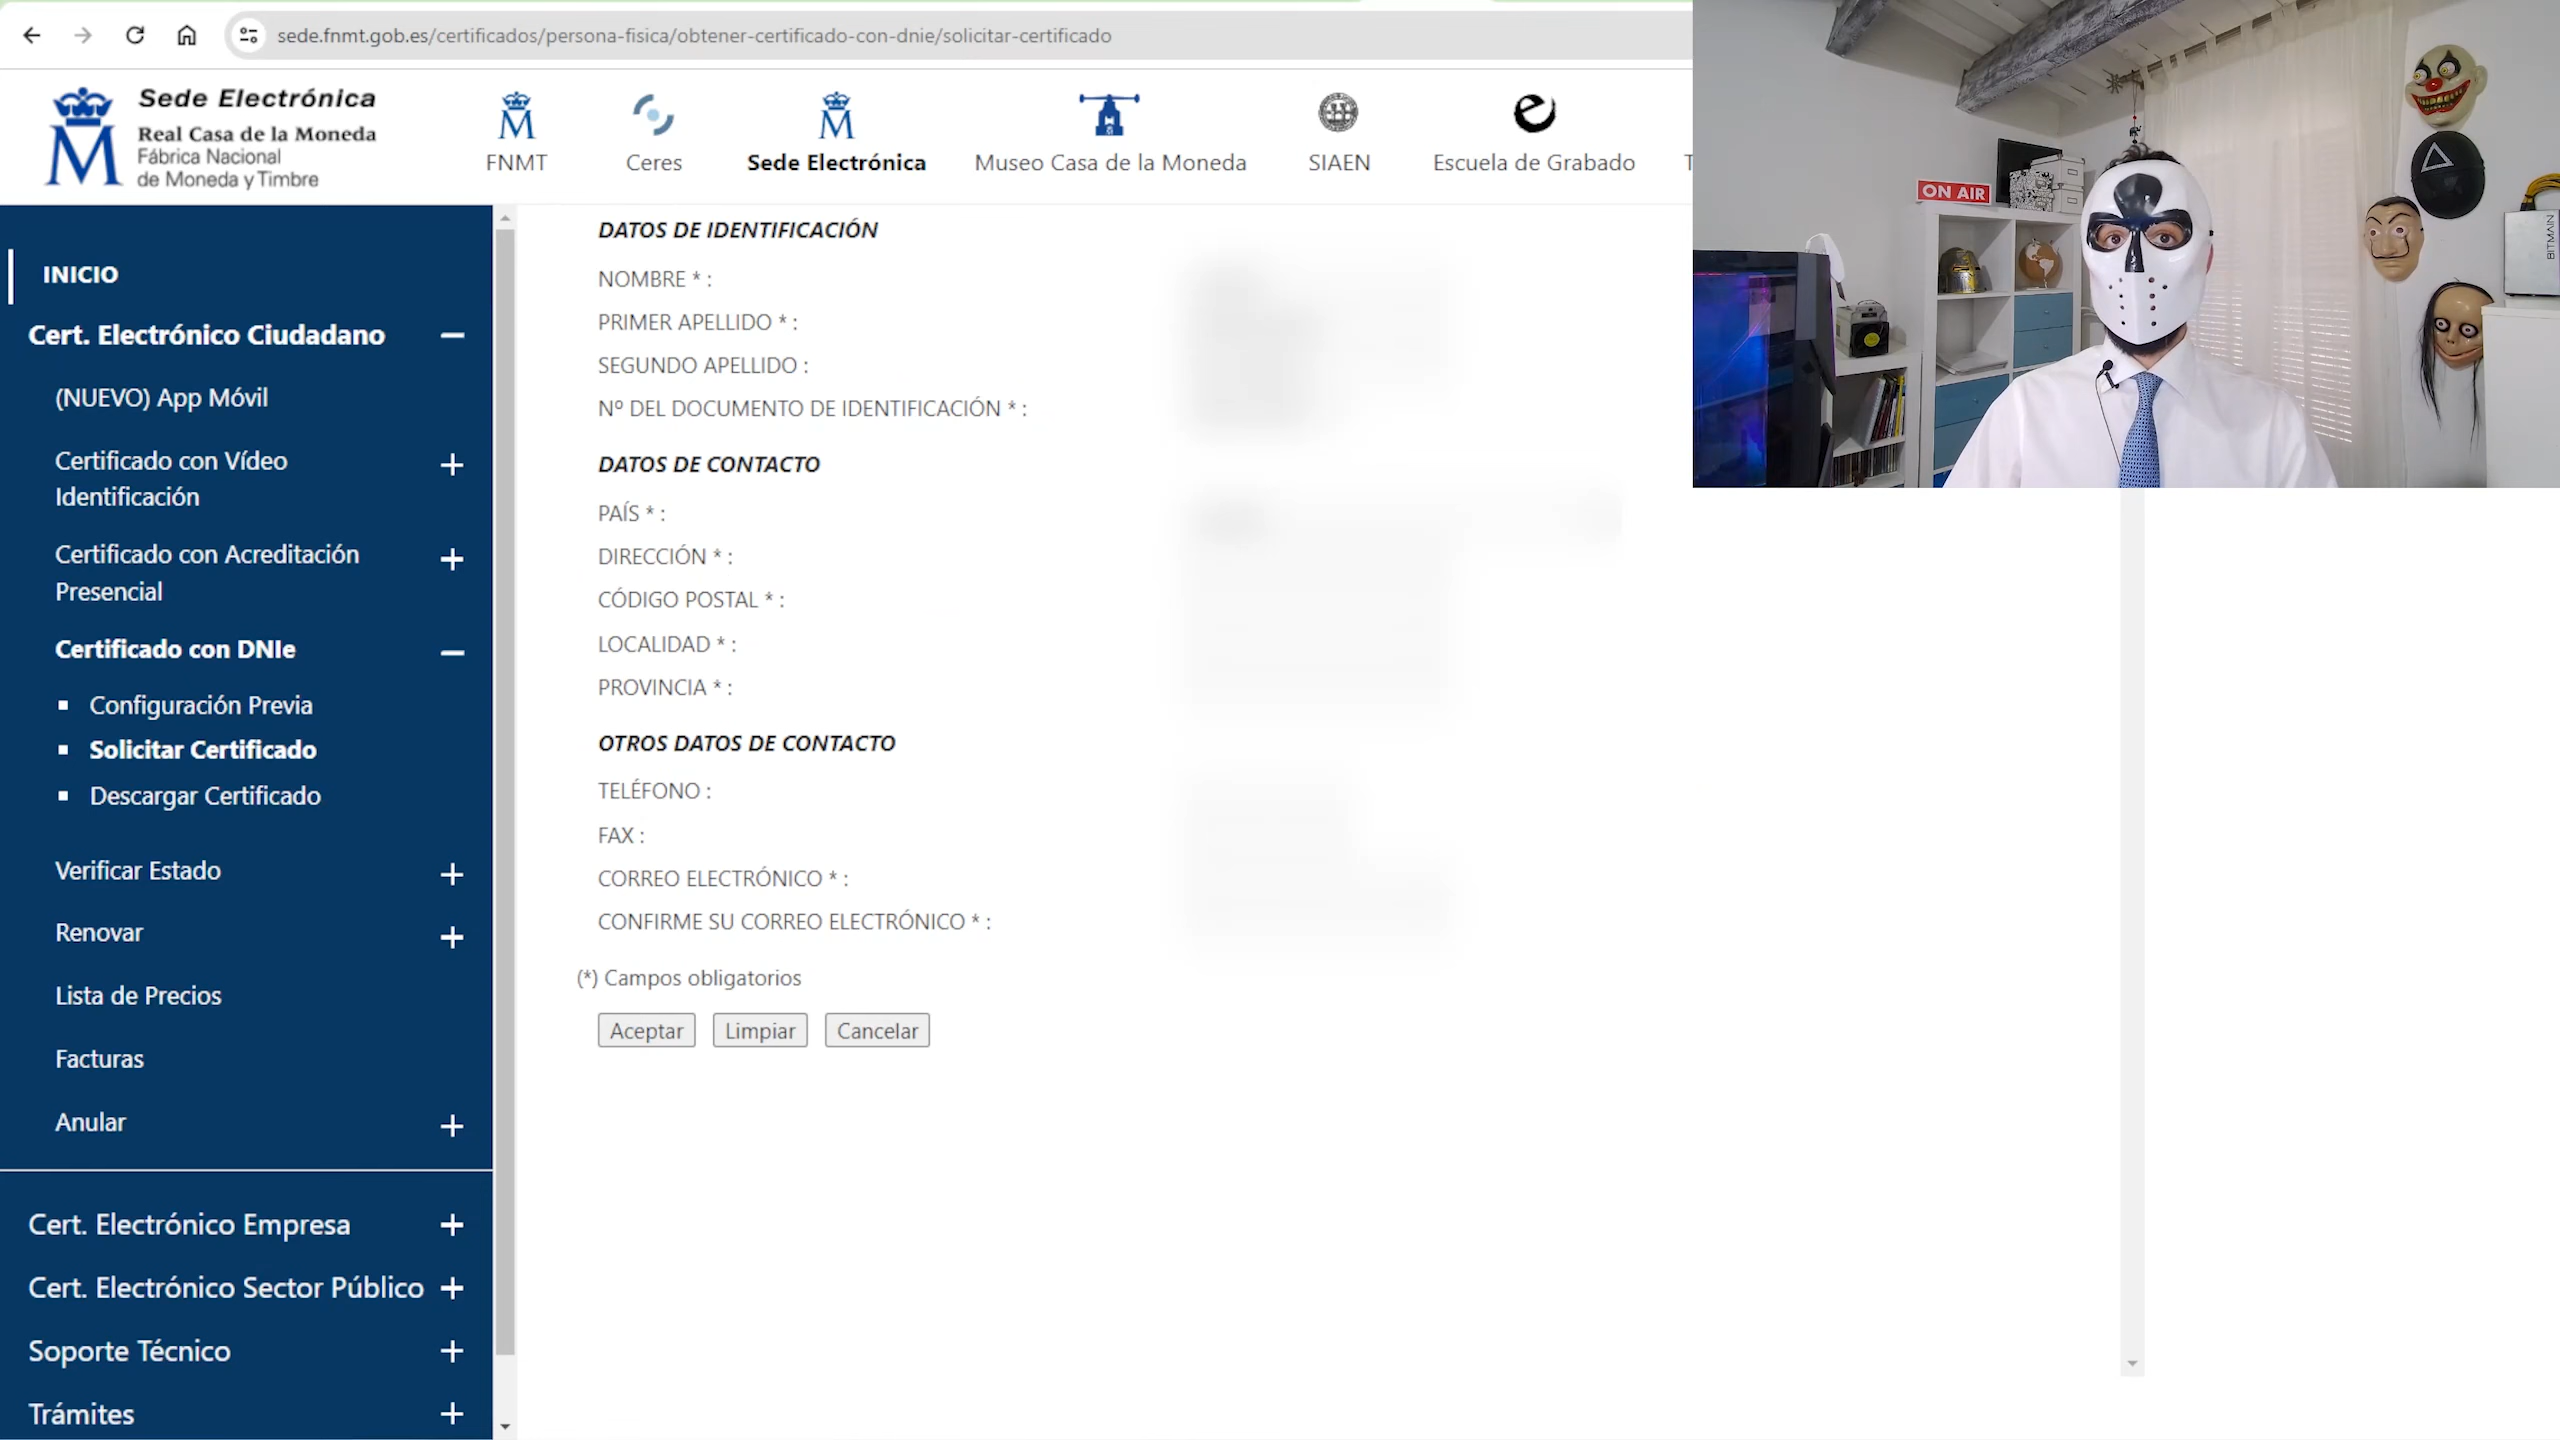 sede.fnmt.gob.es/certificados/persona-fisica/obtener-certificado-con-dnie/solicitar-certificado
Sede Electrónica
Real Casa de la Moneda
Fábrica Nacional
de Moneda y Timbre
FNMT
Ceres
Sede Electrónica
Museo Casa de la Moneda
SIAEN
Escuela de Grabado
ON AIR
BITMAIN
INICIO
Cert. Electrónico Ciudadano
(NUEVO) App Móvil
Certificado con Vídeo
Identificación
Certificado con Acreditación
Presencial
Certificado con DNIe
Configuración Previa
Solicitar Certificado
Descargar Certificado
Verificar Estado
Renovar
Lista de Precios
Facturas
Anular
Cert. Electrónico Empresa
Cert. Electrónico Sector Público
Soporte Técnico
Trámites
DATOS DE IDENTIFICACIÓN
NOMBRE * :
PRIMER APELLIDO * :
SEGUNDO APELLIDO :
Nº DEL DOCUMENTO DE IDENTIFICACIÓN * :
DATOS DE CONTACTO
PAÍS * :
DIRECCIÓN * :
CÓDIGO POSTAL * :
LOCALIDAD * :
PROVINCIA * :
OTROS DATOS DE CONTACTO
TELÉFONO :
FAX :
CORREO ELECTRÓNICO * :
CONFIRME SU CORREO ELECTRÓNICO * :
(*) Campos obligatorios
Aceptar
Limpiar
Cancelar